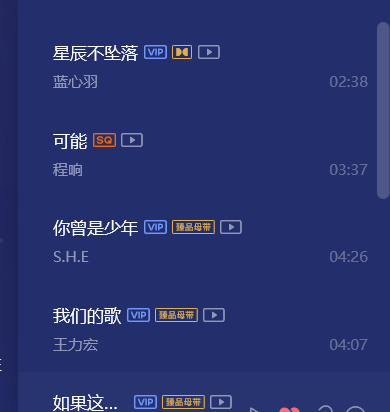 星辰不坠落 VIP
蓝心羽 02:38
可能 SQ
程响 03:37
你曾是少年 VIP 臻品母带
S.H.E 04:26
我们的歌 VIP 臻品母带
王力宏 04:07
如果这... VIP 臻品母带